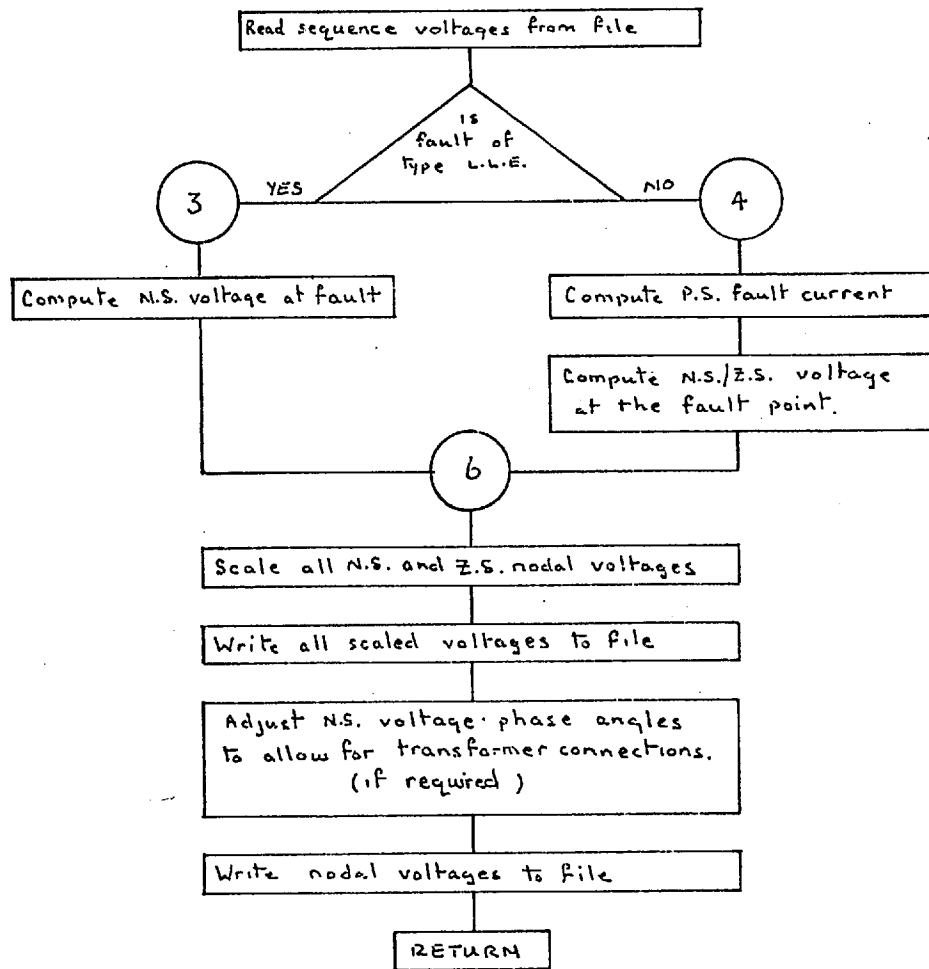 Read sequence voltages from file
is
fault of
type L.L.E.
YES
NO
3
4
Compute N.S. voltage at fault
Compute P.S. fault current
Compute N.S./Z.S. voltage
at the fault point.
6
Scale all N.S. and Z.S. nodal voltages
Write all scaled voltages to file
Adjust N.S. voltage phase angles
to allow for transformer connections.
(if required)
Write nodal voltages to file
RETURN